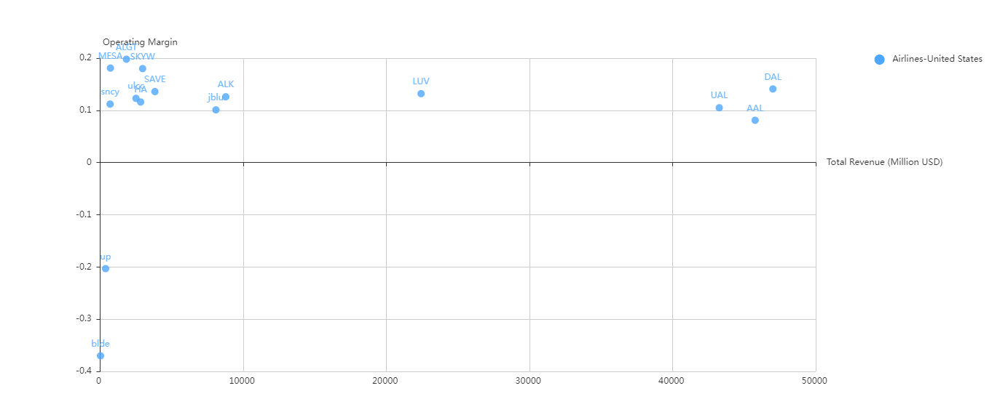 Operating Margin
ALGT
MESA SKYW
SAVE
ulcc
HA
sncy
ALK
jblu
LUV
DAL
UAL
AAL
up
blde
Airlines-United States
Total Revenue (Million USD)
0.2
0.1
0
-0.1
-0.2
-0.3
-0.4
0 10000 20000 30000 40000 50000